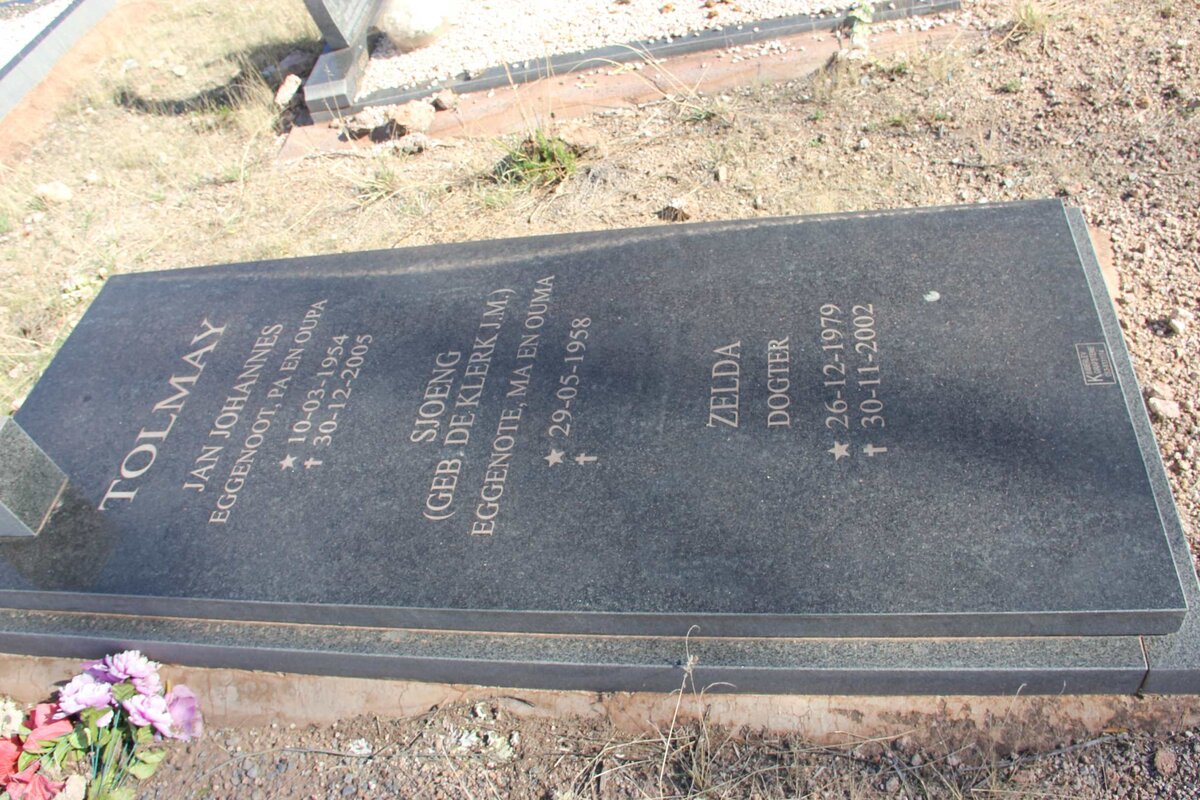 TOLMAY
JAN JOHANNES
EGGENOOT, PA EN OUPA
★ 10-03-1954
✝ 30-12-2005
SJOENG
(GEB. DE KLERK J.M.)
EGGENOTE, MA EN OUMA
★ 29-05-1958
✝
ZELDA
DOGTER
★ 26-12-1979
✝ 30-11-2002